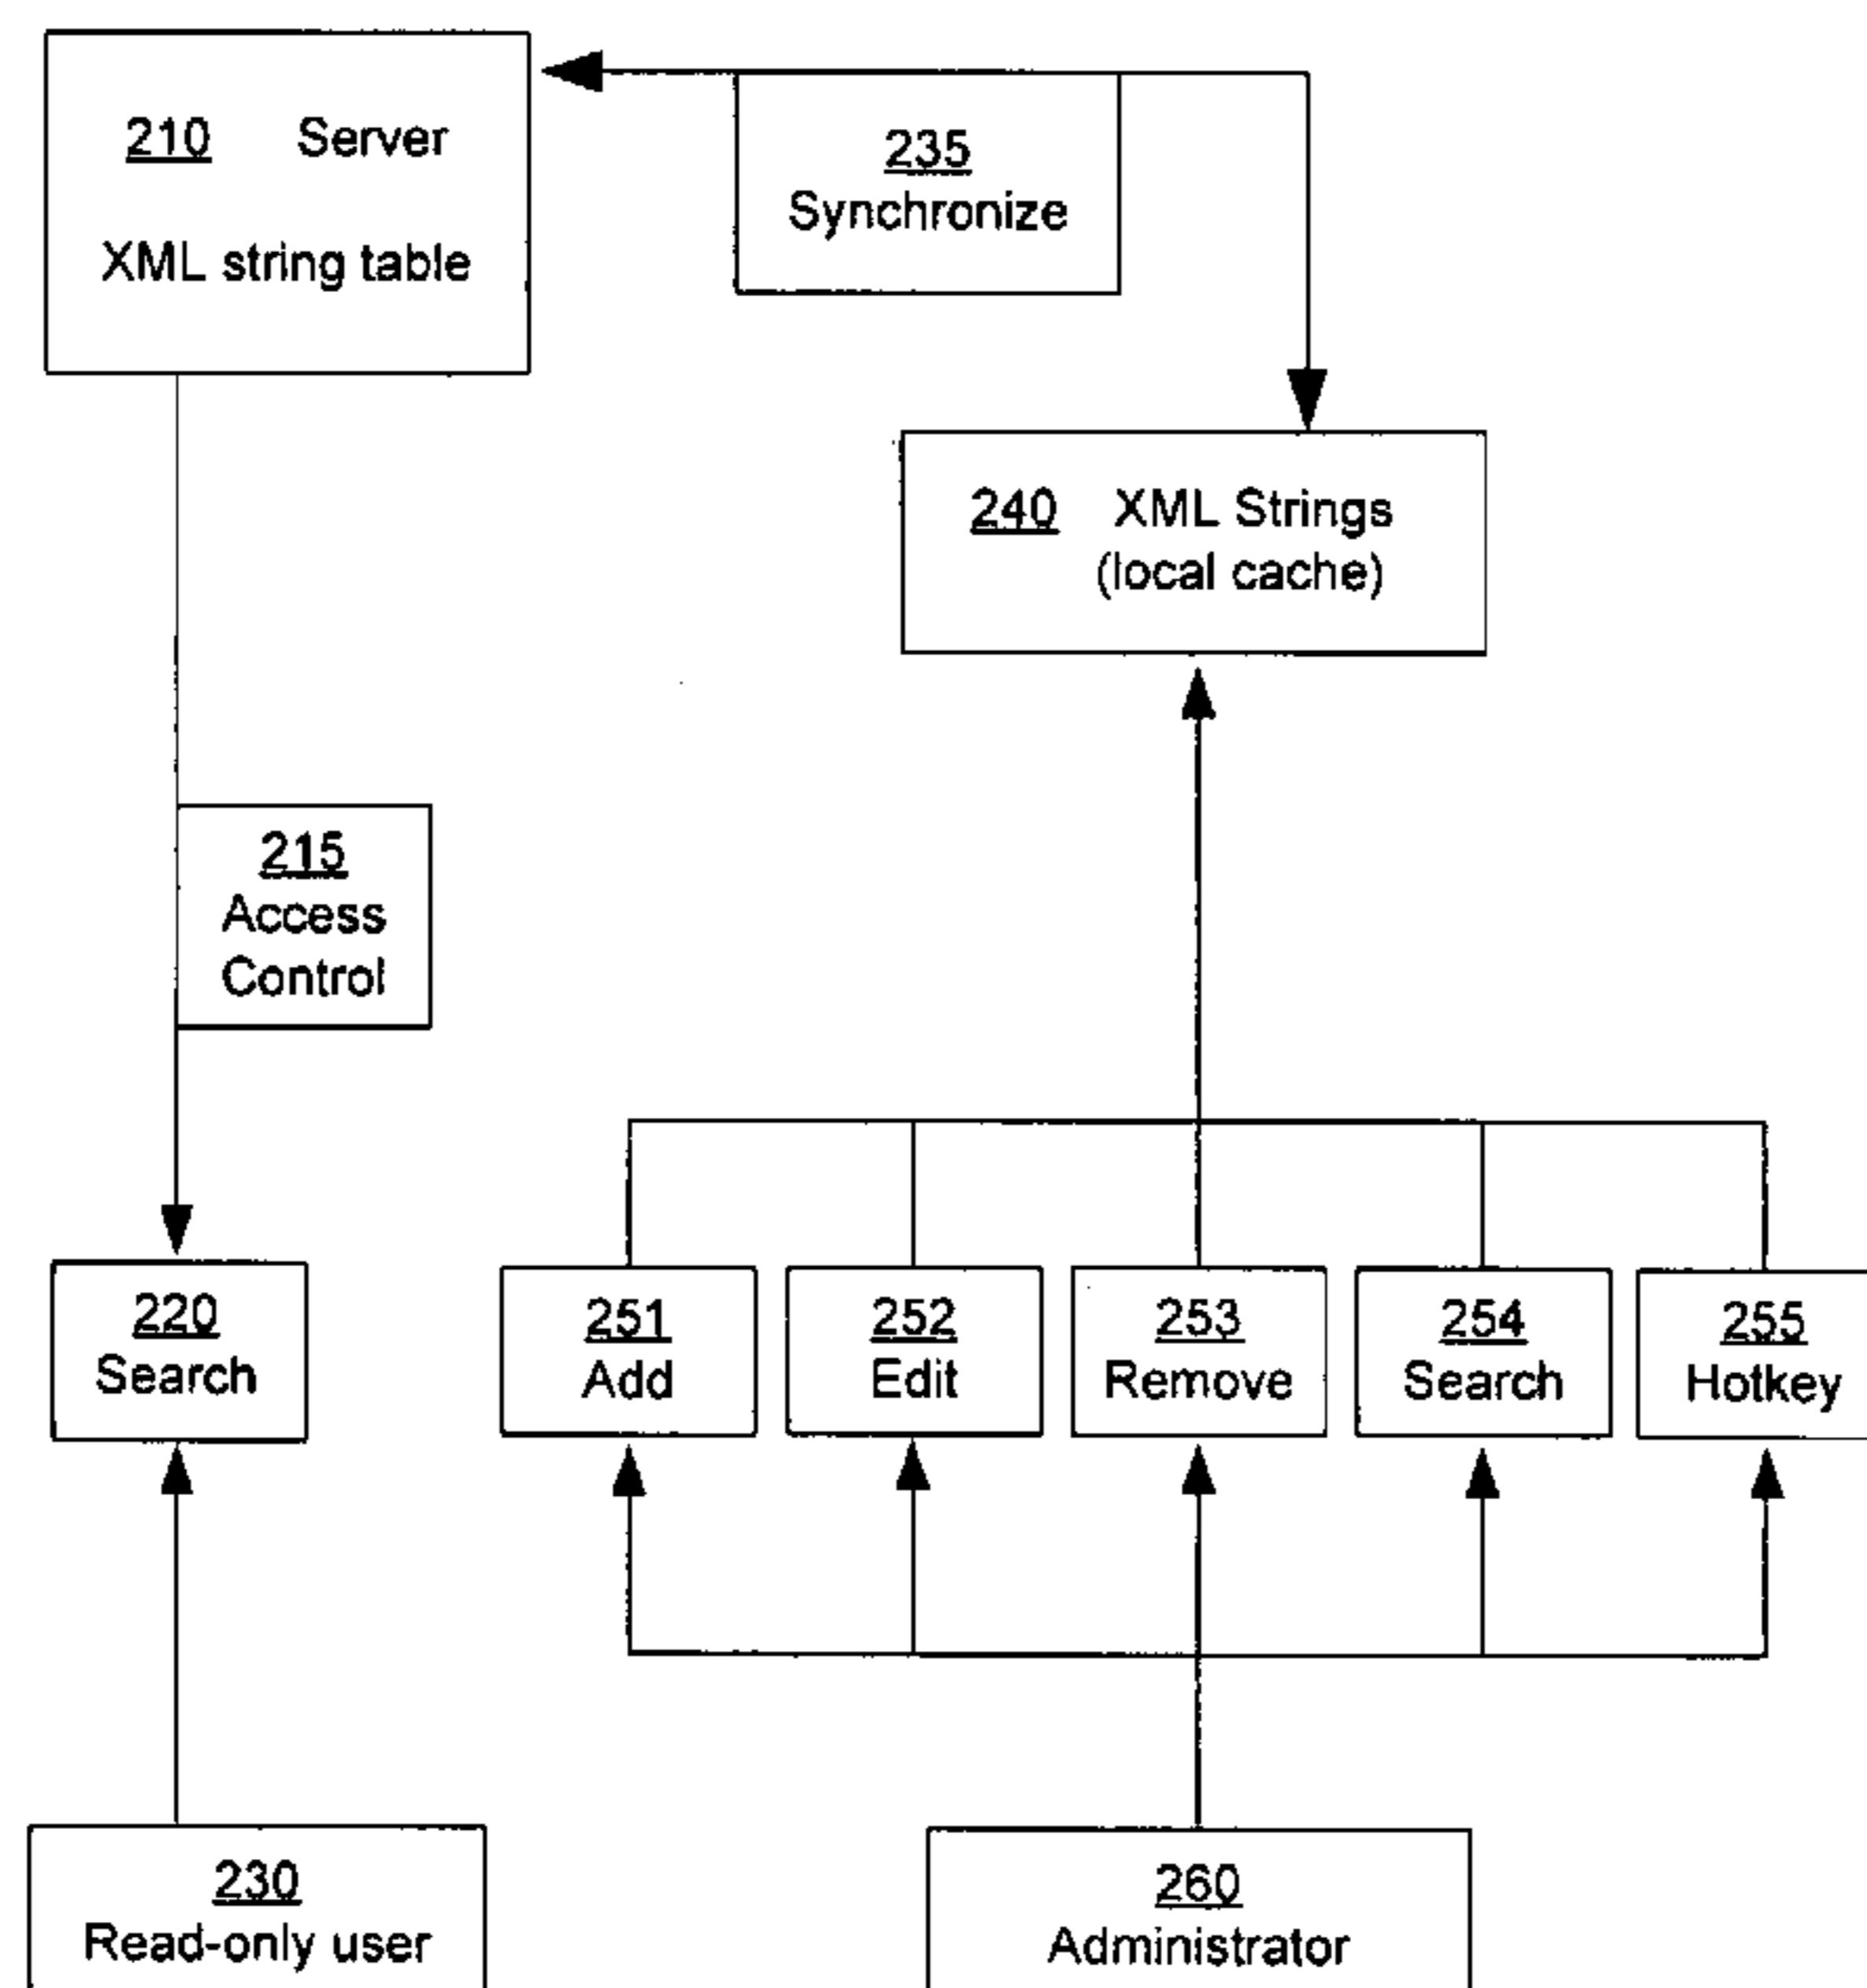 210 Server
XML string table
235
Synchronize
240 XML Strings
(local cache)
215
Access
Control
220
Search
251
Add
252
Edit
253
Remove
254
Search
255
Hotkey
230
Read-only user
260
Administrator